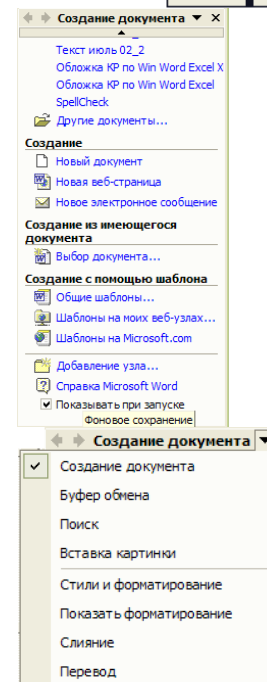 Создание документа
Текст июль 02_2
Обложка КР по Win Word Excel X
Обложка КР по Win Word Excel
SpellCheck
Другие документы...
Создание
Новый документ
Новая веб-страница
Новое электронное сообщение
Создание из имеющегося
документа
Выбор документа...
Создание с помощью шаблона
Общие шаблоны...
Шаблоны на моих веб-узлах...
Шаблоны на Microsoft.com
Добавление узла...
Справка Microsoft Word
Показывать при запуске
Фоновое сохранение
Создание документа
Создание документа
Буфер обмена
Поиск
Вставка картинки
Стили и форматирование
Показать форматирование
Слияние
Перевод